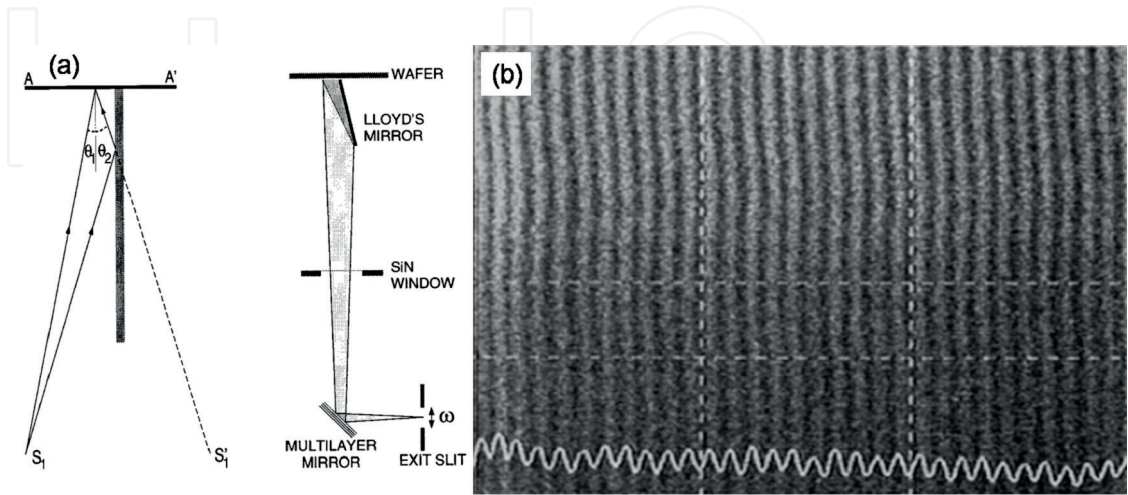 (a)
A A'
θ₁ θ₂
S₁ S'₁
WAFER
LLOYD'S
MIRROR
SiN
WINDOW
ω
MULTILAYER
MIRROR
EXIT SLIT
(b)